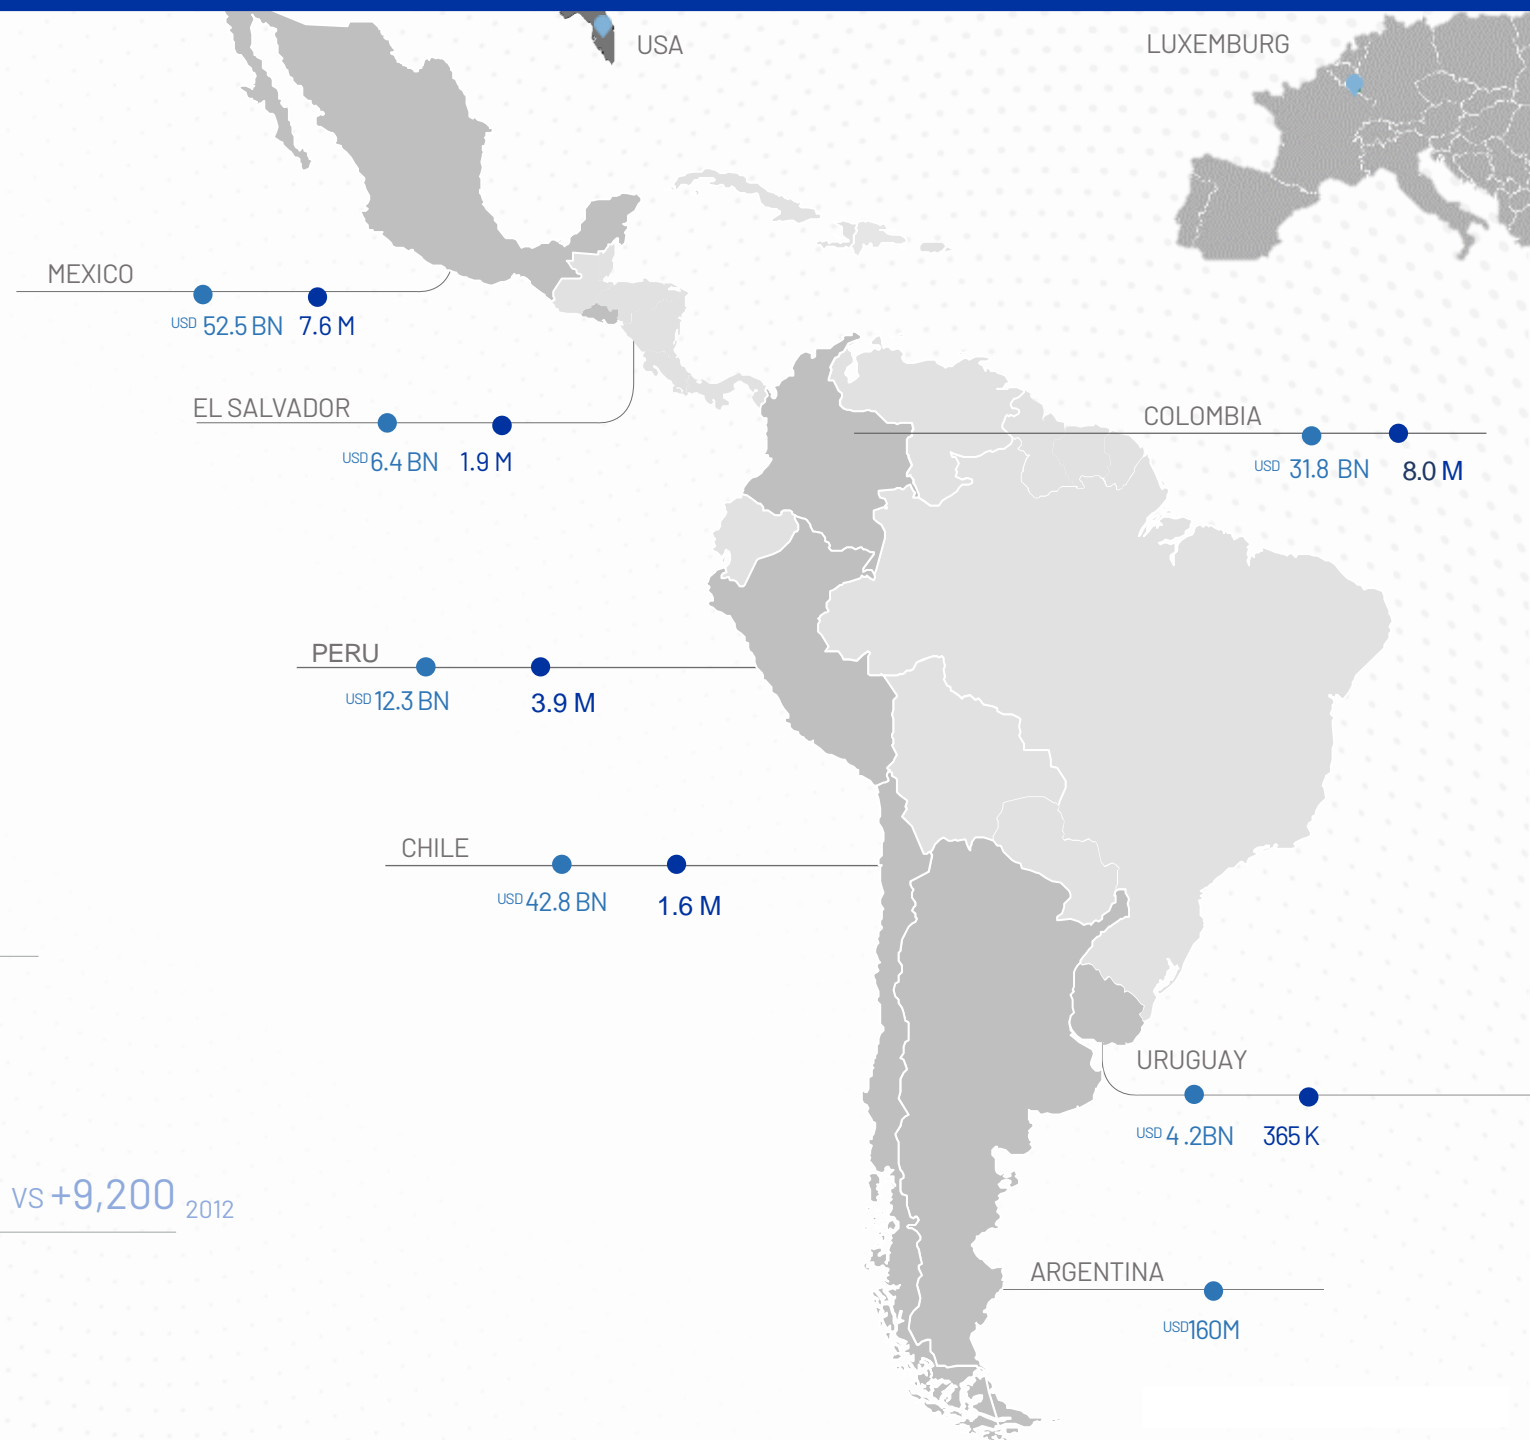 USA
LUXEMBURG
MEXICO
USD 52.5 BN 7.6 M
EL SALVADOR
USD 6.4 BN 1.9 M
COLOMBIA
USD 31.8 BN 8.0 M
PERU
USD 12.3 BN 3.9 M
CHILE
USD 42.8 BN 1.6 M
URUGUAY
USD 4 .2BN 365 K
VS +9,200 2012
ARGENTINA
USD160M